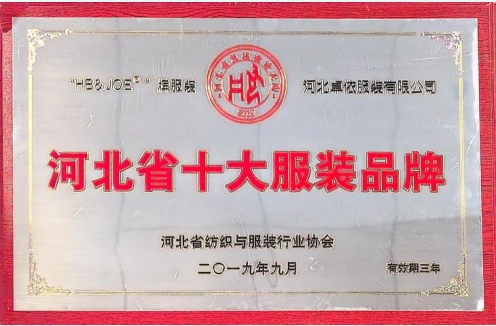 "HB&JOE®"牌服装
河北卓依服装有限公司
河北省十大服装品牌
河北省纺织与服装行业协会
二〇一九年九月
有效期三年